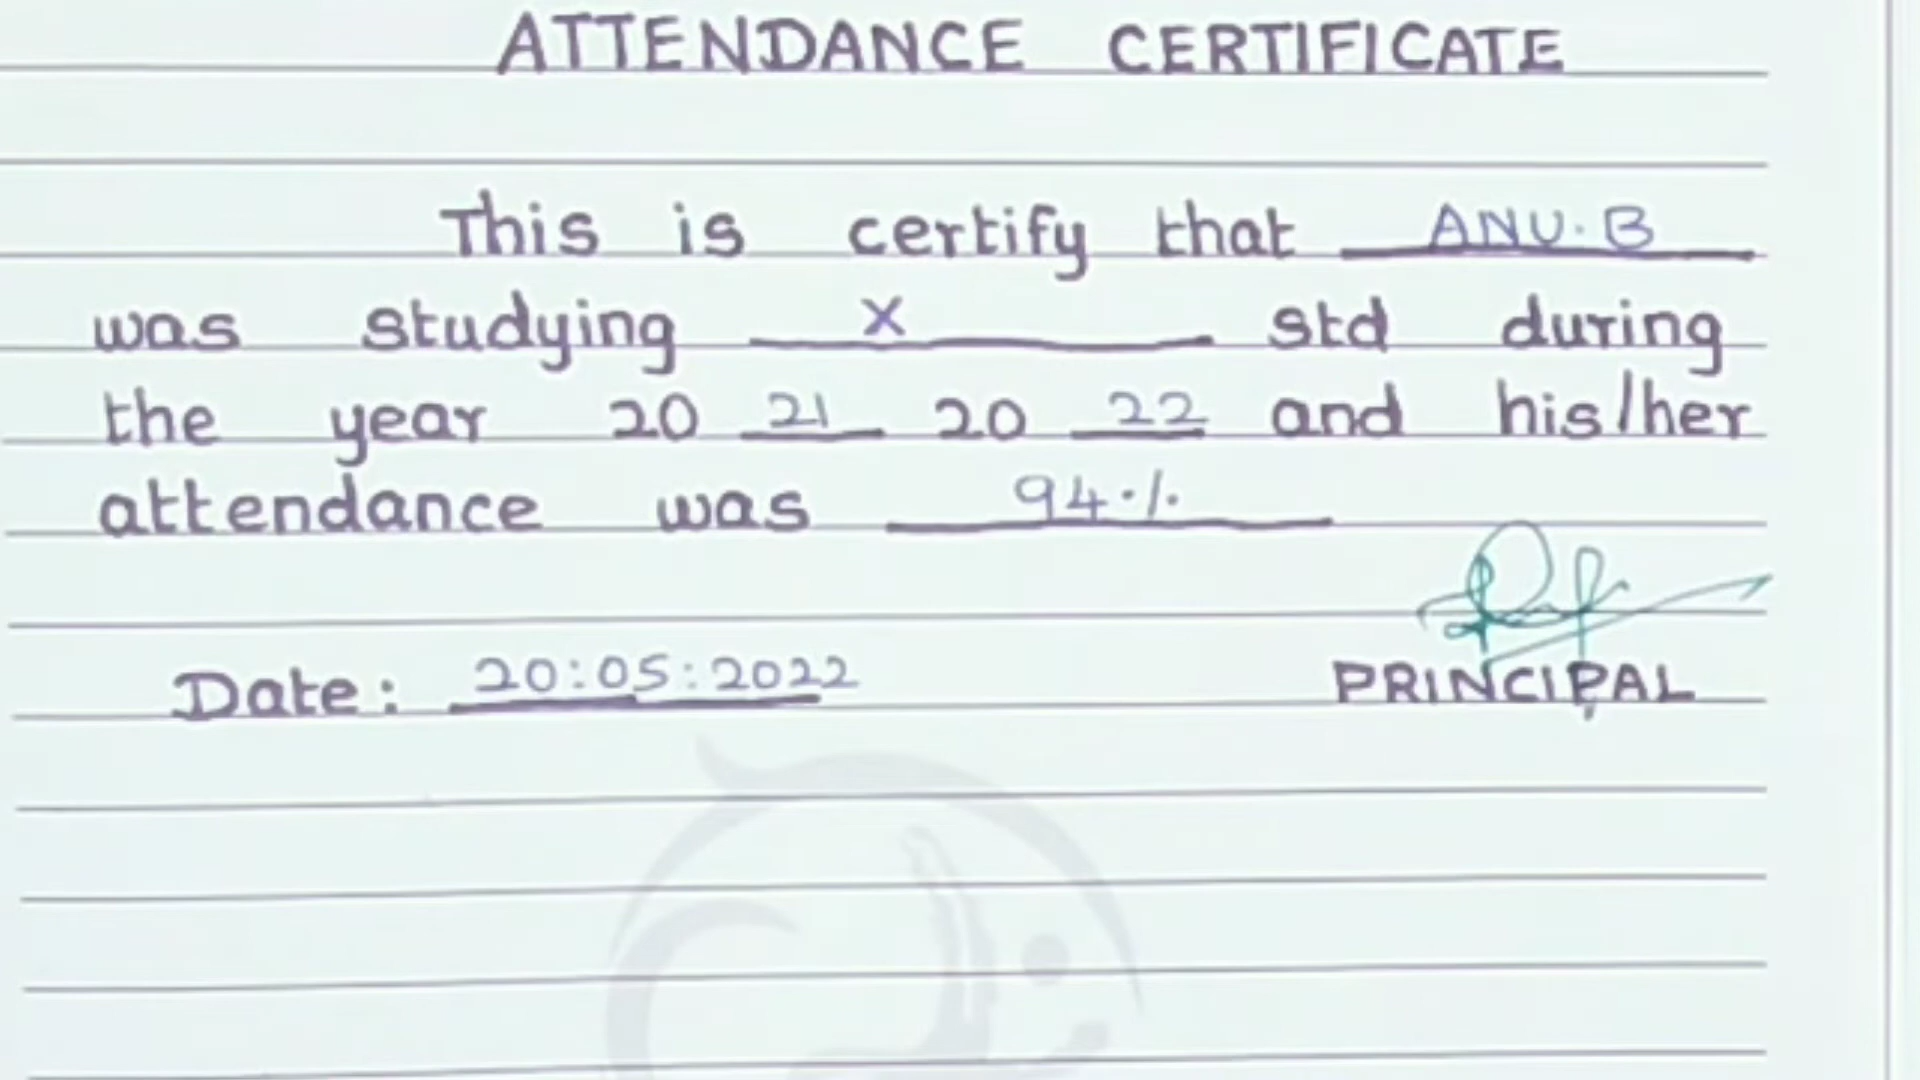 ATTENDANCE CERTIFICATE
This is certify that ANU.B
was studying X std during
the year 20 21 20 22 and his/her
attendance was 94%
Date: 20:05:2022 PRINCIPAL